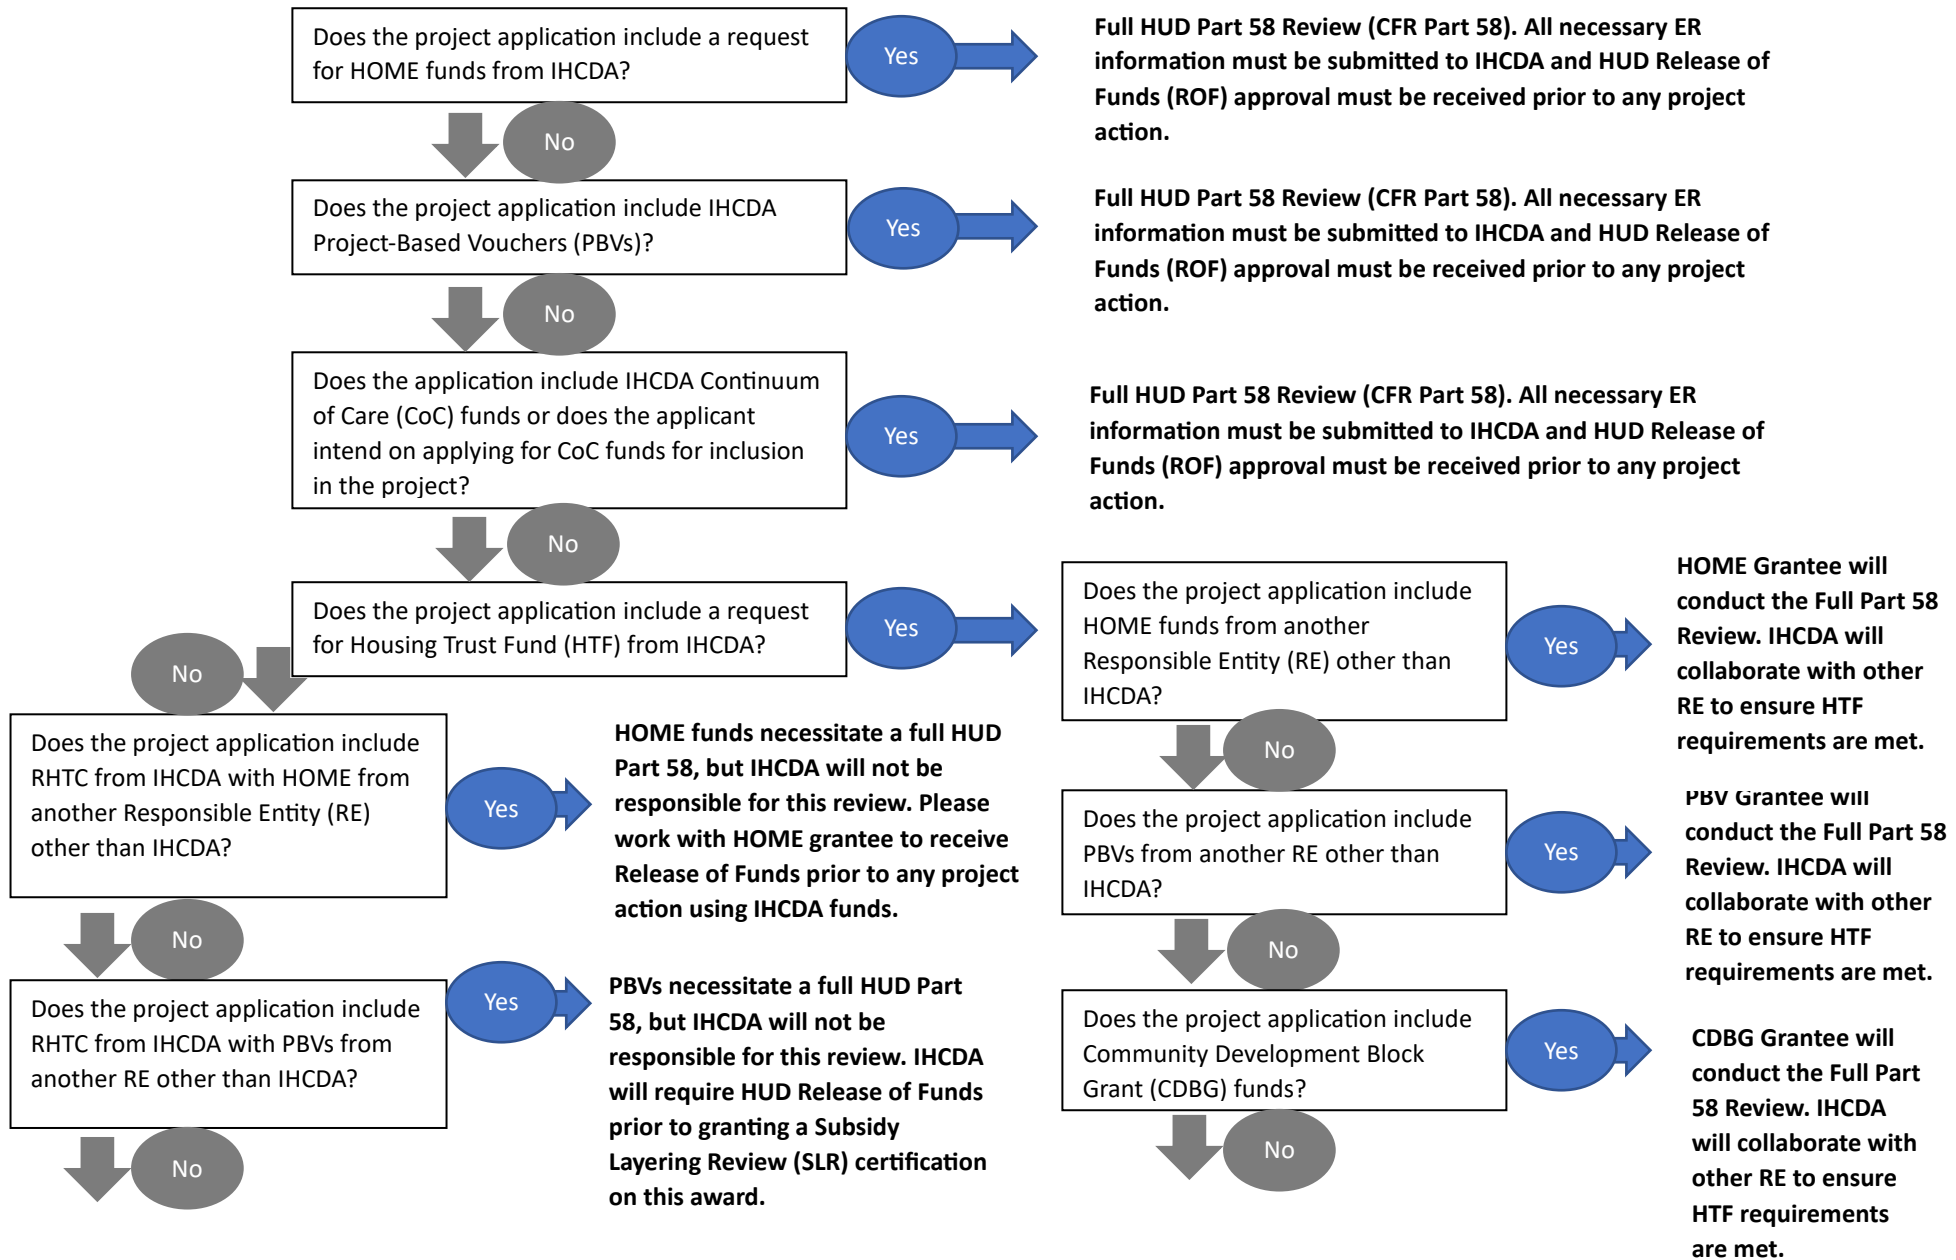 Does the project application include a request
for HOME funds from IHCDA?
Yes
Full HUD Part 58 Review (CFR Part 58). All necessary ER
information must be submitted to IHCDA and HUD Release of
Funds (ROF) approval must be received prior to any project
action.
No
Does the project application include IHCDA
Project-Based Vouchers (PBVs)?
Yes
Full HUD Part 58 Review (CFR Part 58). All necessary ER
information must be submitted to IHCDA and HUD Release of
Funds (ROF) approval must be received prior to any project
action.
No
Does the application include IHCDA Continuum
of Care (CoC) funds or does the applicant
intend on applying for CoC funds for inclusion
in the project?
Yes
Full HUD Part 58 Review (CFR Part 58). All necessary ER
information must be submitted to IHCDA and HUD Release of
Funds (ROF) approval must be received prior to any project
action.
No
Does the project application include a request
for Housing Trust Fund (HTF) from IHCDA?
Yes
Does the project application include
HOME funds from another
Responsible Entity (RE) other than
IHCDA?
Yes
HOME Grantee will
conduct the Full Part 58
Review. IHCDA will
collaborate with other
RE to ensure HTF
requirements are met.
No
Does the project application include
RHTC from IHCDA with HOME from
another Responsible Entity (RE)
other than IHCDA?
Yes
HOME funds necessitate a full HUD
Part 58, but IHCDA will not be
responsible for this review. Please
work with HOME grantee to receive
Release of Funds prior to any project
action using IHCDA funds.
No
Does the project application include
PBVs from another RE other than
IHCDA?
Yes
PBV Grantee will
conduct the Full Part 58
Review. IHCDA will
collaborate with other
RE to ensure HTF
requirements are met.
No
Does the project application include
RHTC from IHCDA with PBVs from
another RE other than IHCDA?
Yes
PBVs necessitate a full HUD Part
58, but IHCDA will not be
responsible for this review. IHCDA
will require HUD Release of Funds
prior to granting a Subsidy
Layering Review (SLR) certification
on this award.
No
No
Does the project application include
Community Development Block
Grant (CDBG) funds?
Yes
CDBG Grantee will
conduct the Full Part
58 Review. IHCDA
will collaborate with
other RE to ensure
HTF requirements
are met.
No